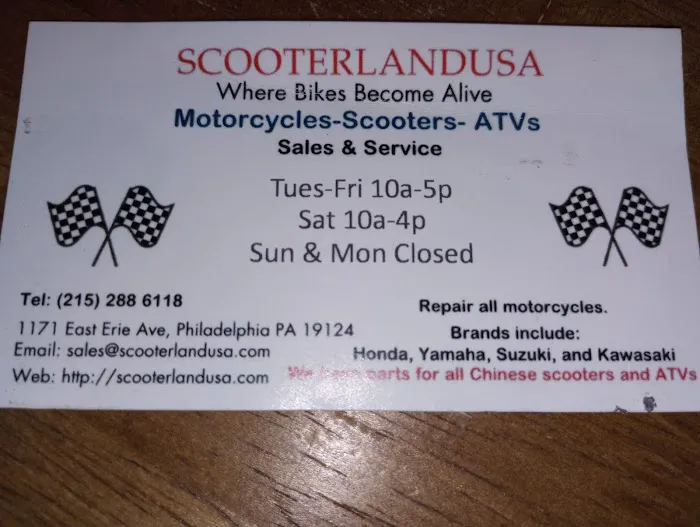 SCOOTERLANDUSA
Where Bikes Become Alive
Motorcycles-Scooters- ATVs
Sales & Service
Tues-Fri 10a-5p
Sat 10a-4p
Sun & Mon Closed
Tel: (215) 288 6118
1171 East Erie Ave, Philadelphia PA 19124
Email: sales@scooterlandusa.com
Web: http://scooterlandusa.com
Repair all motorcycles.
Brands include:
Honda, Yamaha, Suzuki, and Kawasaki
We have parts for all Chinese scooters and ATVs